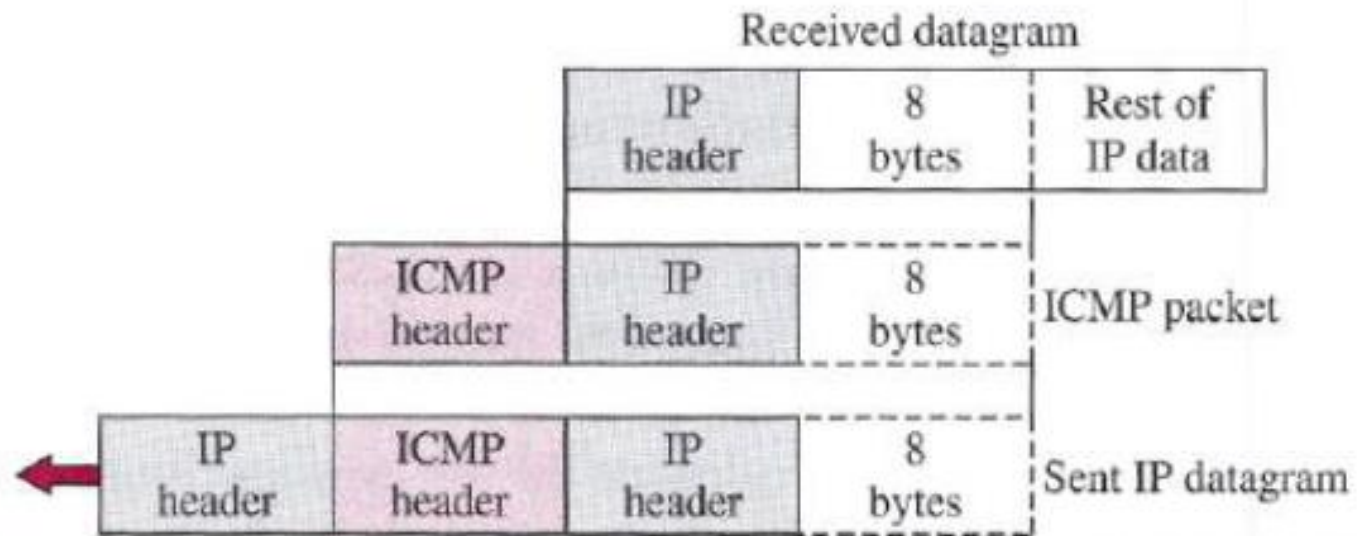 Received datagram
IP
header
8
bytes
Rest of
IP data
ICMP
header
IP
header
8
bytes
ICMP packet
IP
header
ICMP
header
IP
header
8
bytes
Sent IP datagram